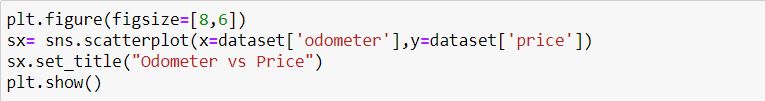 plt.figure(figsize=[8,6])
sx= sns.scatterplot(x=dataset['odometer'],y=dataset['price'])
sx.set_title("Odometer vs Price")
plt.show()